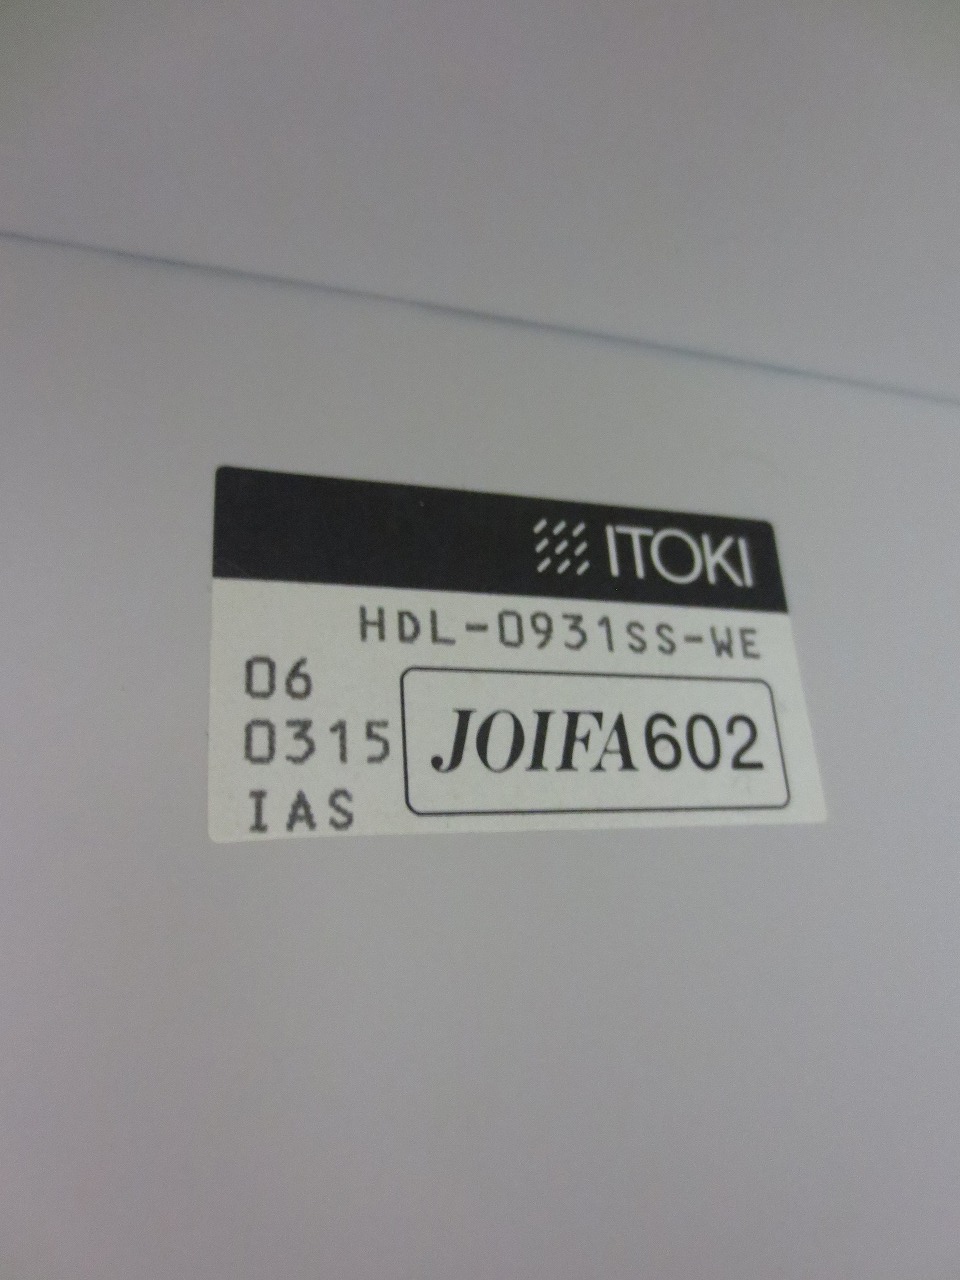 ITOKI
HDL-0931SS-WE
06
0315
IAS
JOIFA602